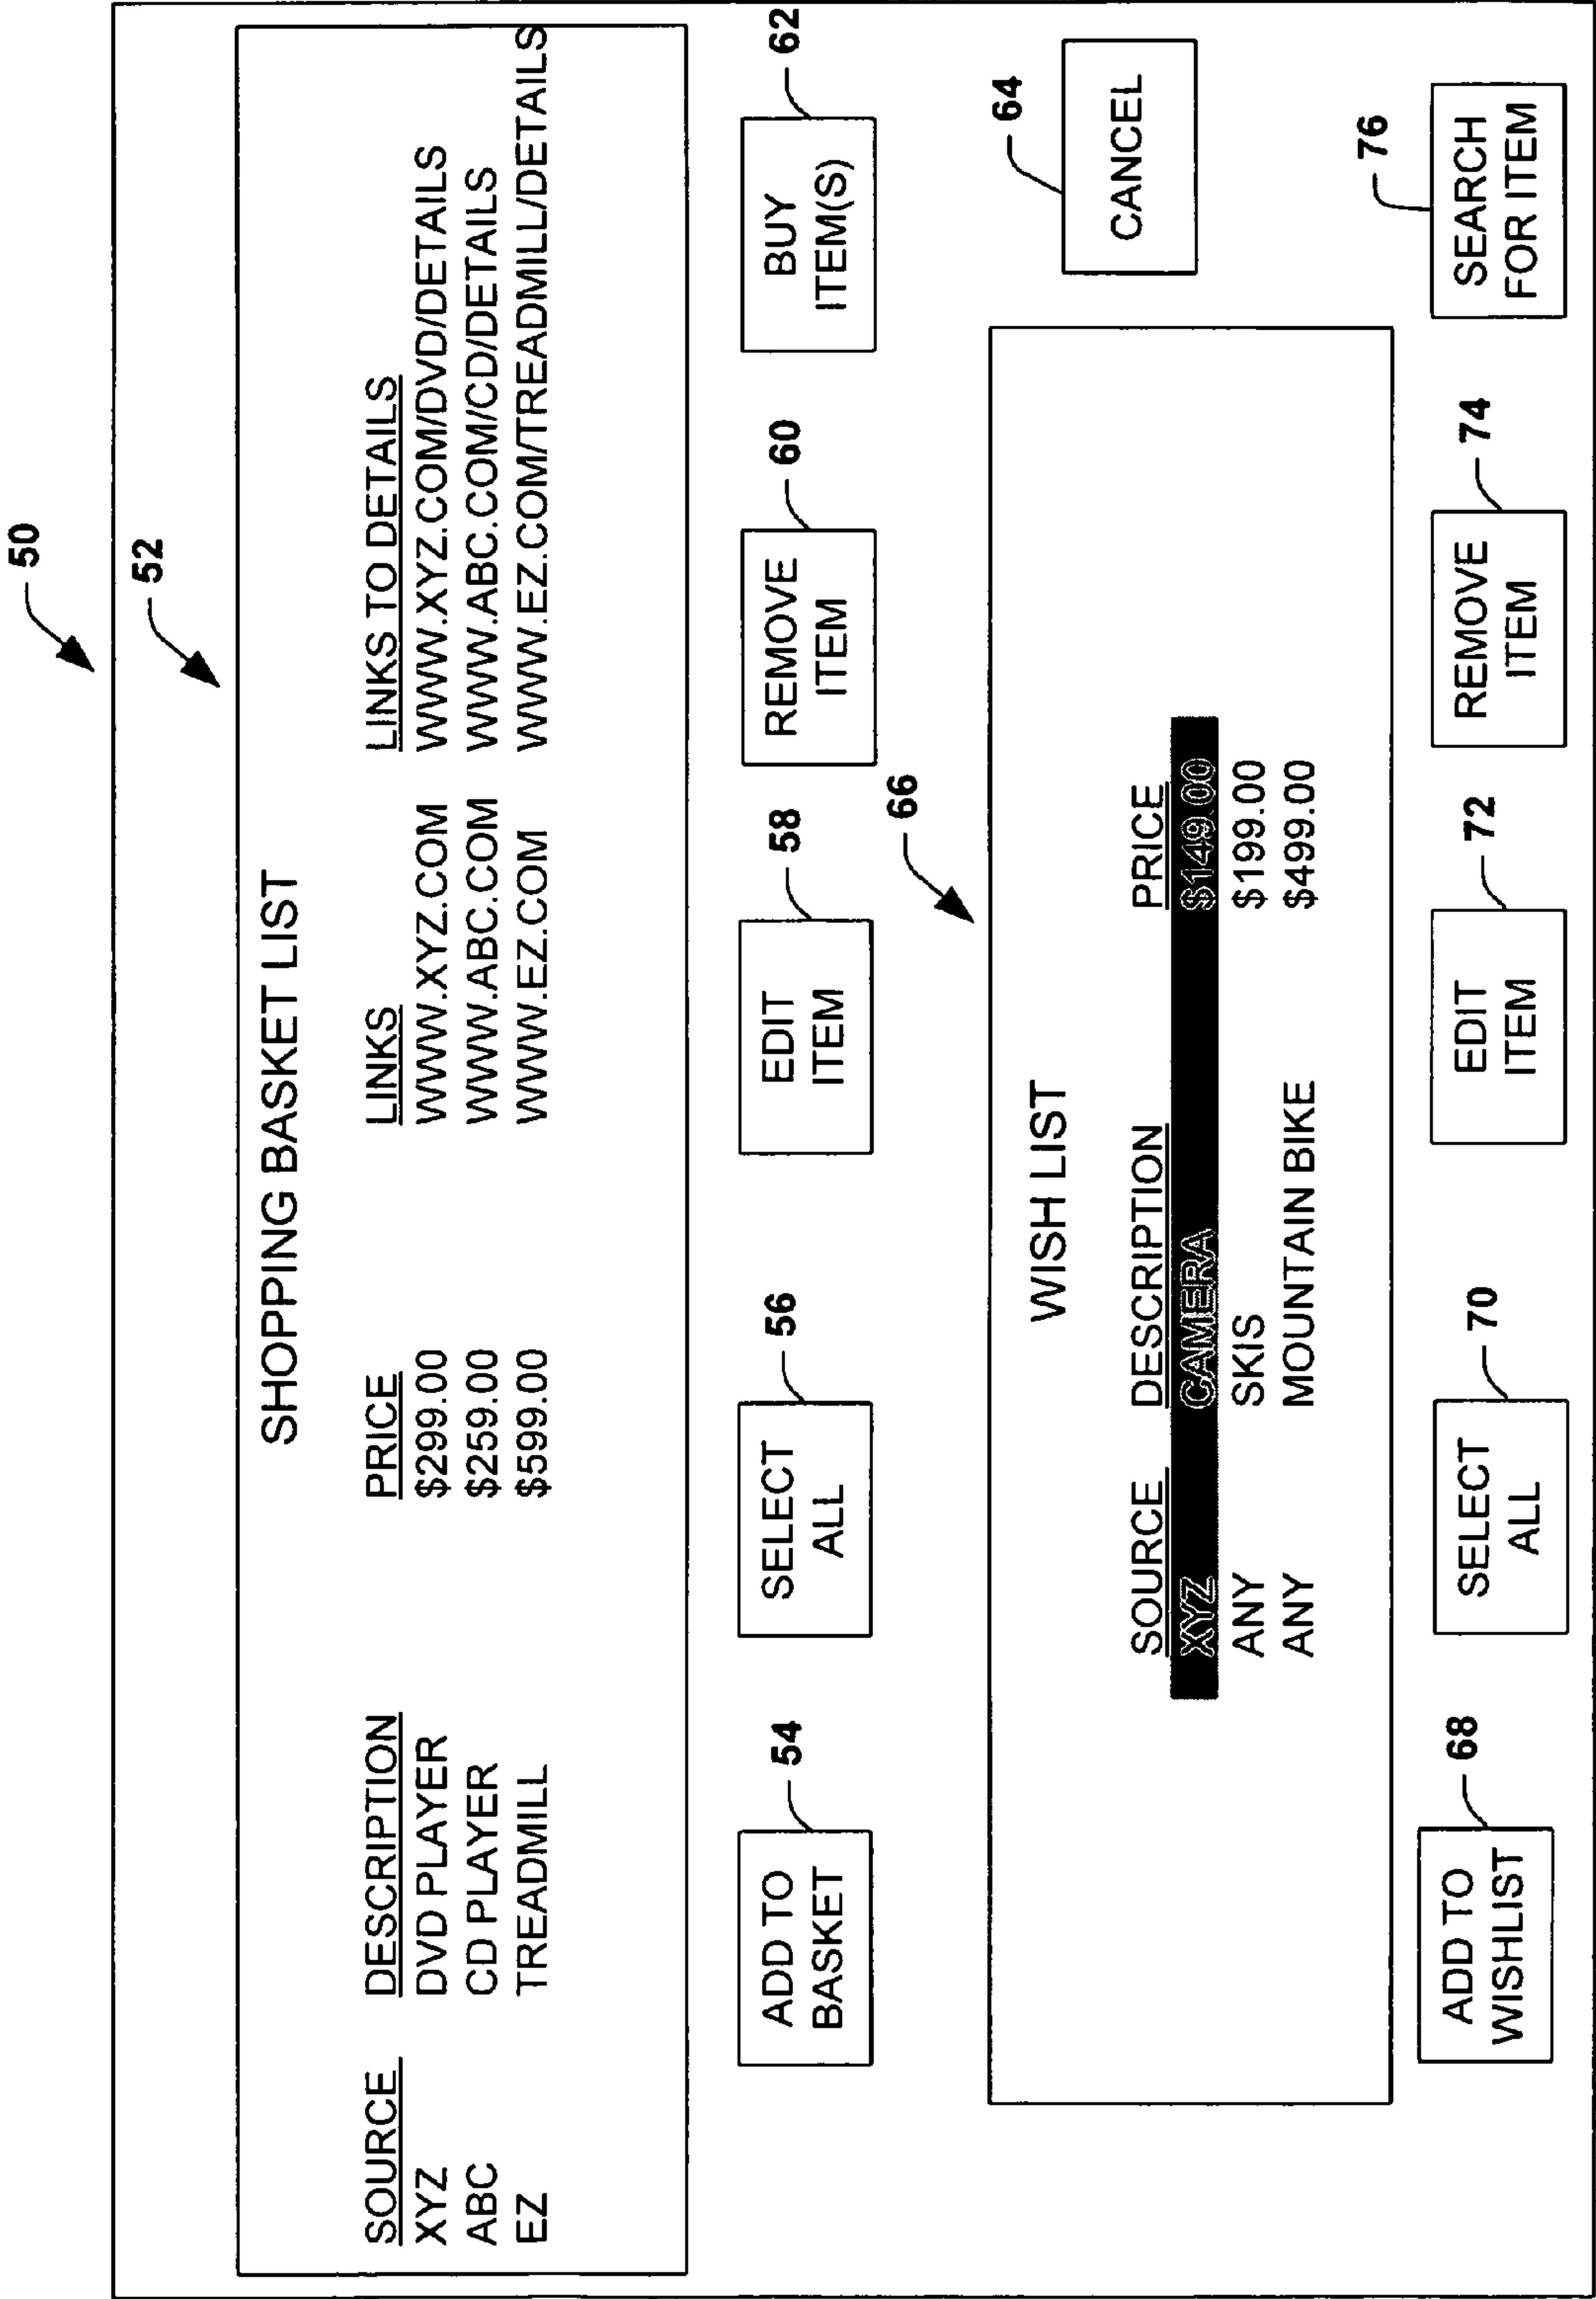 50
52
SHOPPING BASKET LIST
SOURCE DESCRIPTION PRICE LINKS LINKS TO DETAILS
XYZ DVD PLAYER $299.00 WWW.XYZ.COM WWW.XYZ.COM/DVD/DETAILS
ABC CD PLAYER $259.00 WWW.ABC.COM WWW.ABC.COM/CD/DETAILS
EZ TREADMILL $599.00 WWW.EZ.COM WWW.EZ.COM/TREADMILL/DETAILS
54 56 58 60 62
ADD TO SELECT EDIT REMOVE BUY
BASKET ALL ITEM ITEM ITEM(S)
66
64
WISH LIST
CANCEL
SOURCE DESCRIPTION PRICE
XYZ CAMERA $149.00
ANY SKIS $199.00
ANY MOUNTAIN BIKE $499.00
68 70 72 74 76
ADD TO SELECT EDIT REMOVE SEARCH
WISHLIST ALL ITEM ITEM FOR ITEM